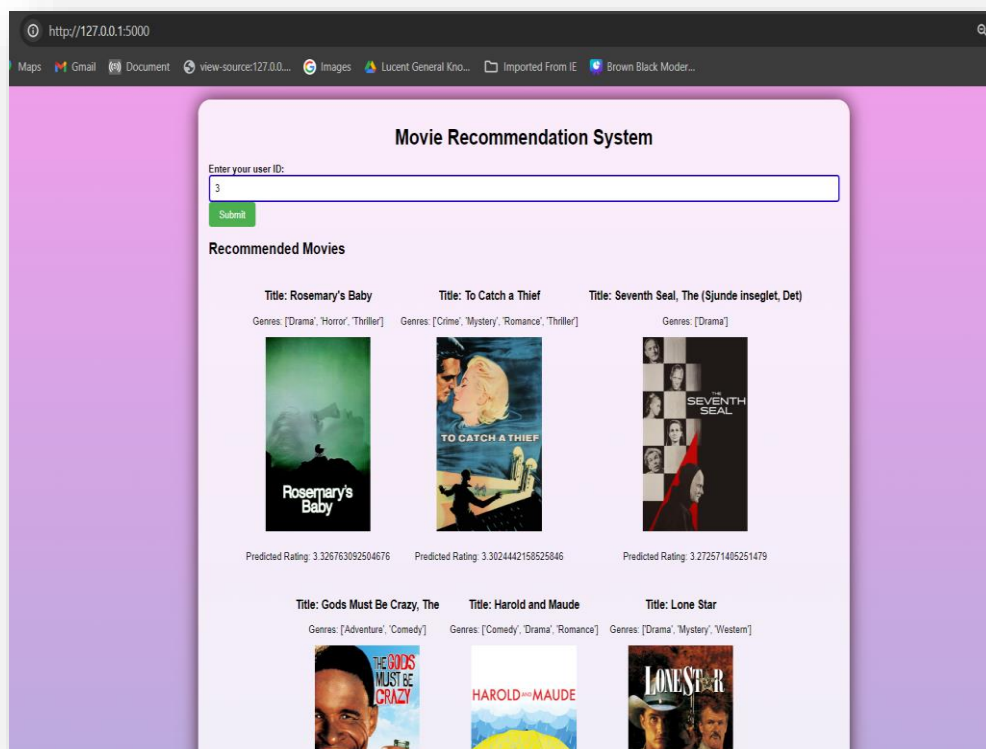 http://127.0.0.1:5000
Maps Gmail Document view-source:127.0.0.... Images Lucent General Kno... Imported From IE Brown Black Moder...
Movie Recommendation System
Enter your user ID:
3
Submit
Recommended Movies
Title: Rosemary's Baby Title: To Catch a Thief Title: Seventh Seal, The (Sjunde inseglet, Det)
Genres: ['Drama', 'Horror', 'Thriller'] Genres: ['Crime', 'Mystery', 'Romance', 'Thriller'] Genres: ['Drama']
Rosemary's
Baby
TO CATCH A THIEF
THE
SEVENTH
SEAL
Predicted Rating: 3.326763092504676 Predicted Rating: 3.3024442158525846 Predicted Rating: 3.272571485251479
Title: Gods Must Be Crazy, The Title: Harold and Maude Title: Lone Star
Genres: ['Adventure', 'Comedy'] Genres: ['Comedy', 'Drama', 'Romance'] Genres: ['Drama', 'Mystery', 'Western']
THE GODS
MUST BE
CRAZY
HAROLD AND MAUDE
LONE STAR